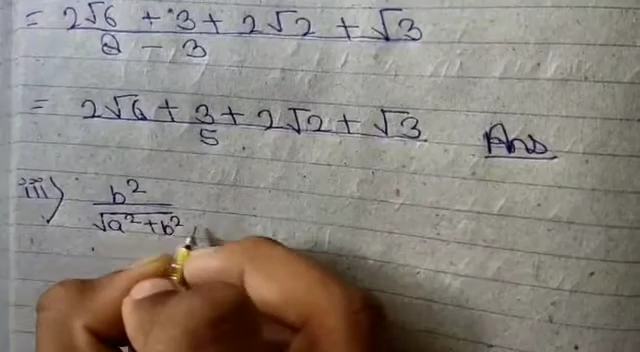 = 2√6 + 3 + 2√2 + √3 / 8 - 3
= 2√6 + 3 + 2√2 + √3 / 5 Ans
iii) b² / √a² + b²